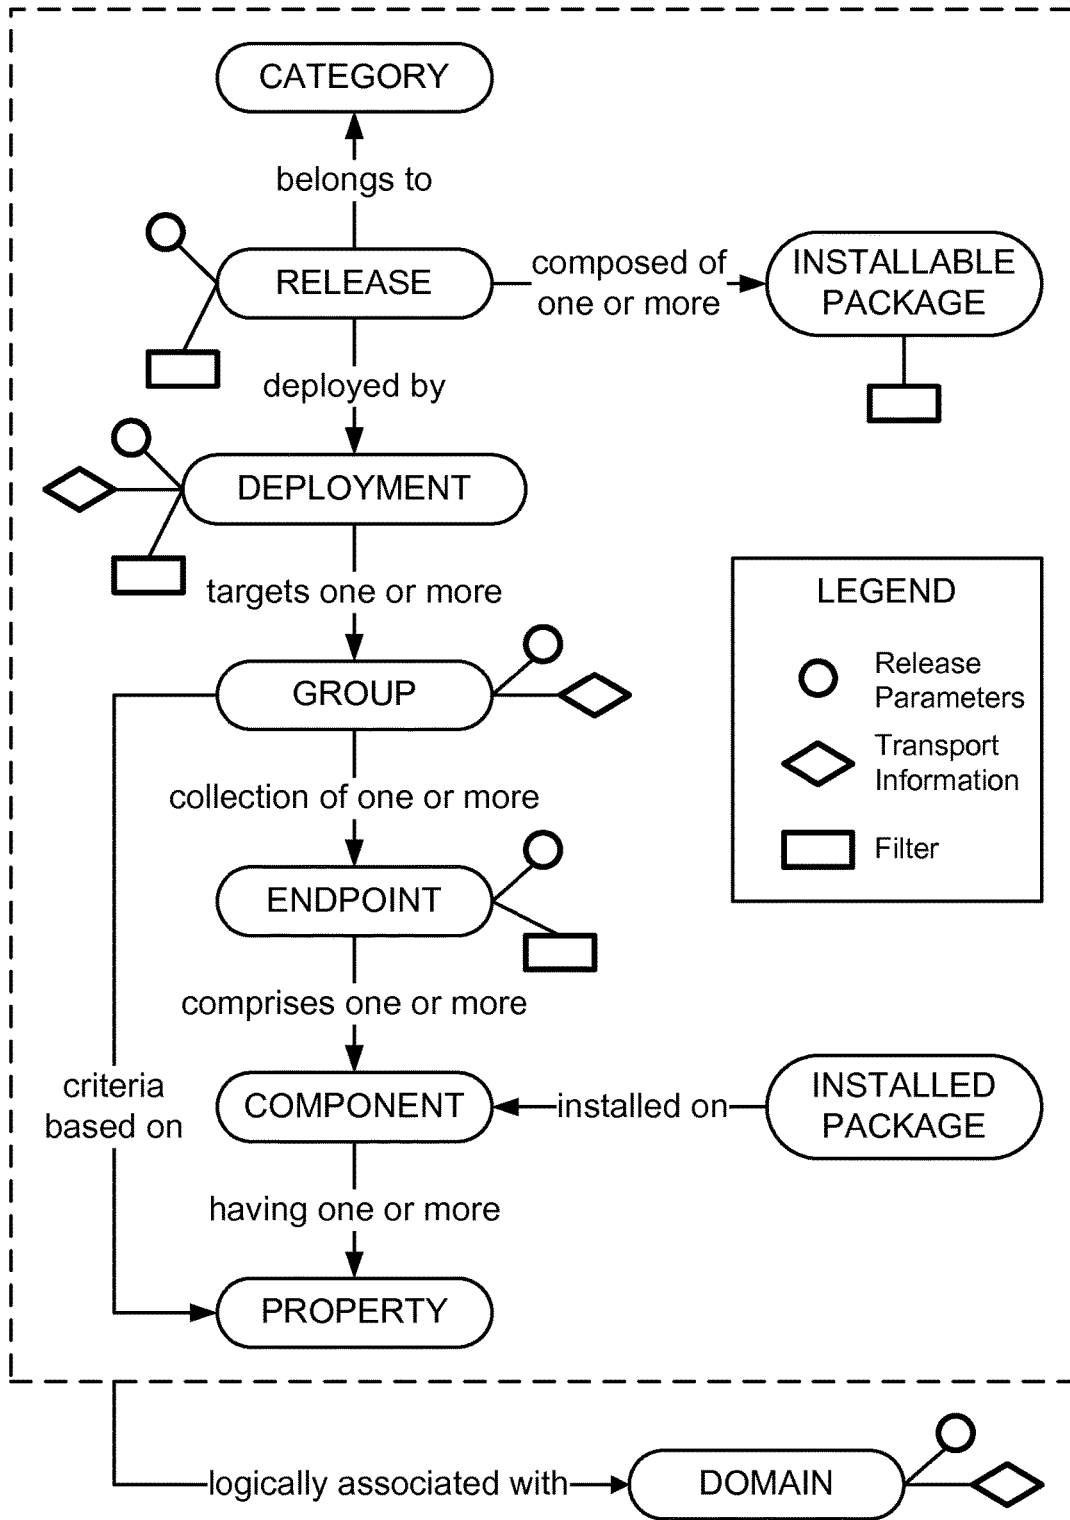 CATEGORY
belongs to
RELEASE
composed of
one or more
INSTALLABLE
PACKAGE
deployed by
DEPLOYMENT
targets one or more
GROUP
collection of one or more
ENDPOINT
comprises one or more
COMPONENT
installed on
INSTALLED
PACKAGE
criteria
based on
having one or more
PROPERTY
logically associated with
DOMAIN
LEGEND
Release
Parameters
Transport
Information
Filter